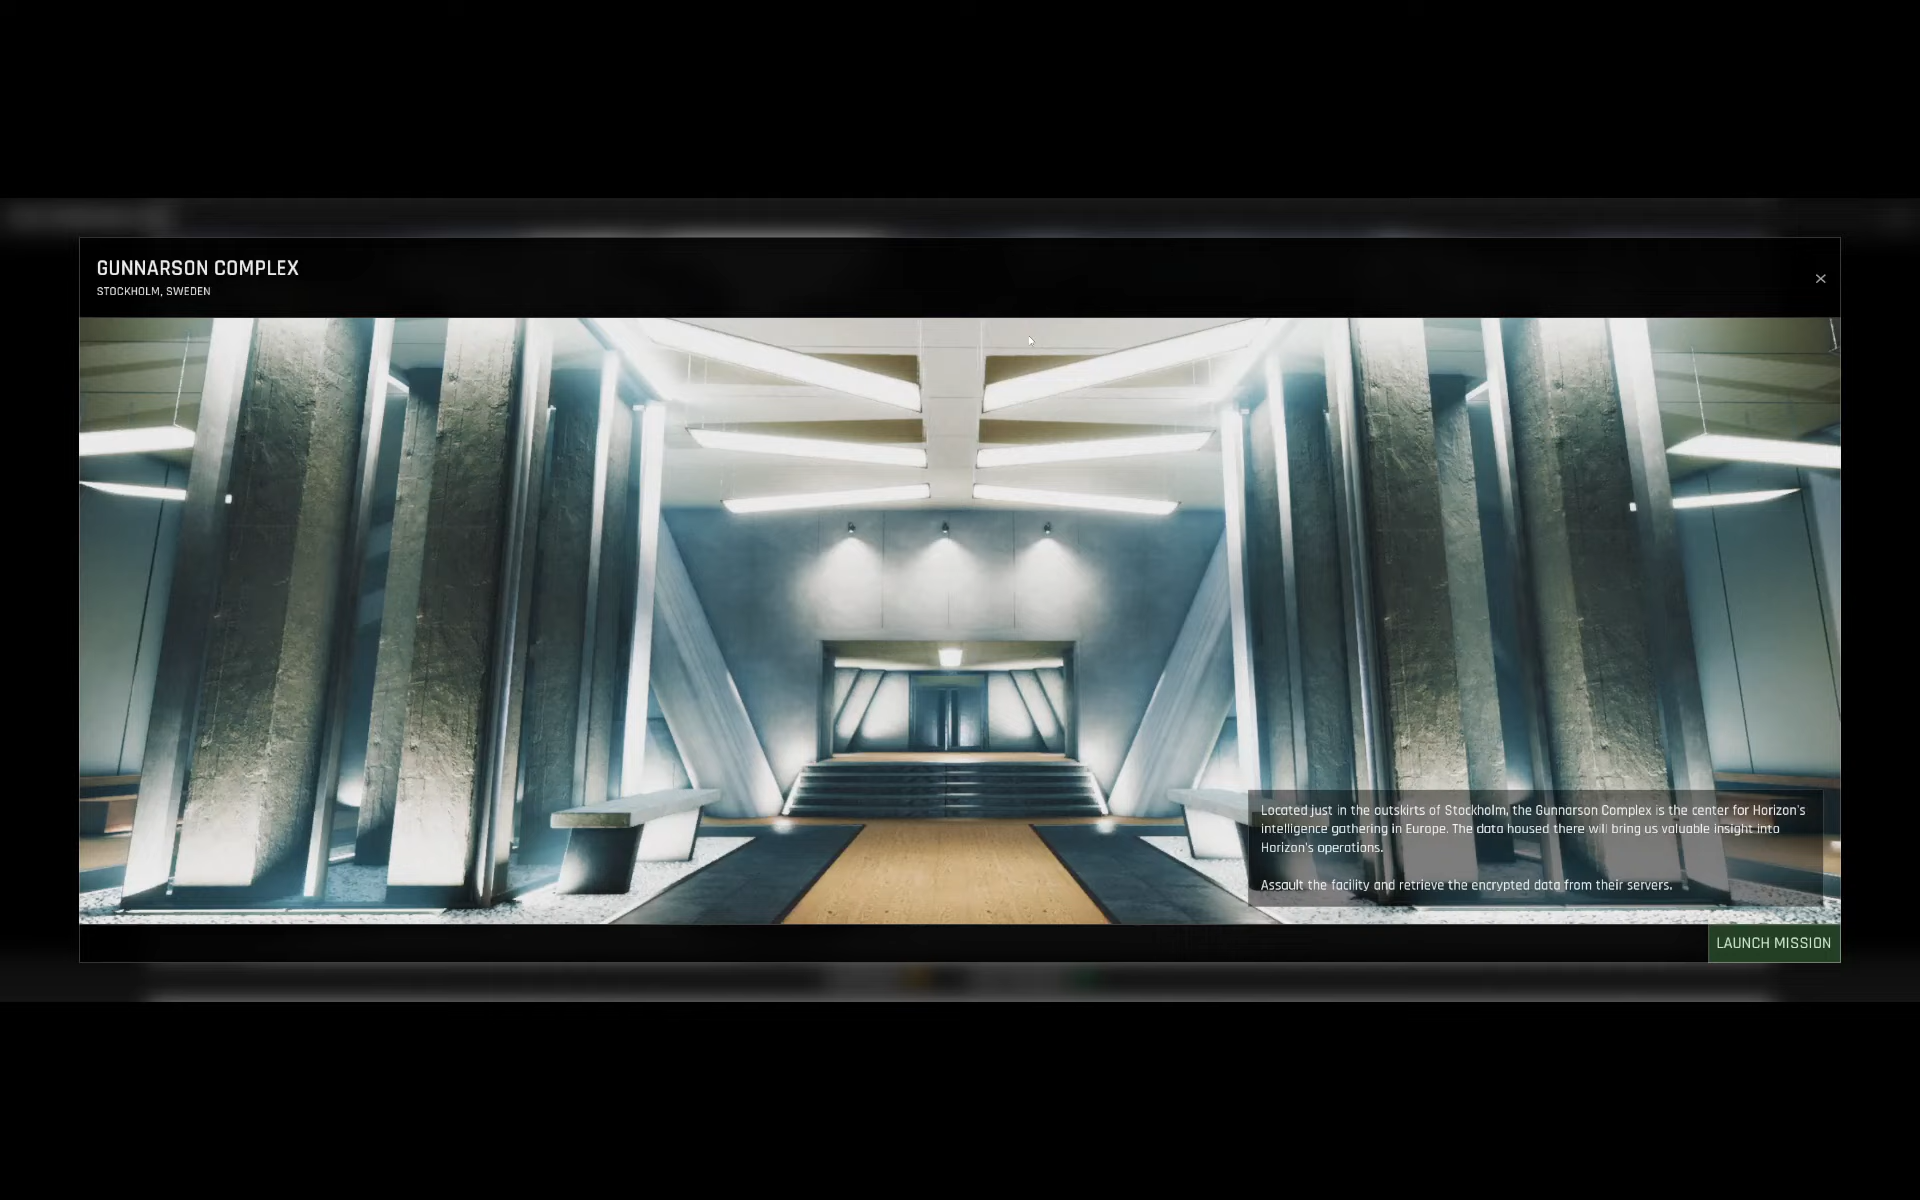 GUNNARSON COMPLEX
STOCKHOLM, SWEDEN
Located just in the outskirts of Stockholm, the Gunnarson Complex is the center for Horizon's
intelligence gathering in Europe. The data housed there will bring us valuable insight into
Horizon's operations.
Assault the facility and retrieve the encrypted data from their servers.
LAUNCH MISSION